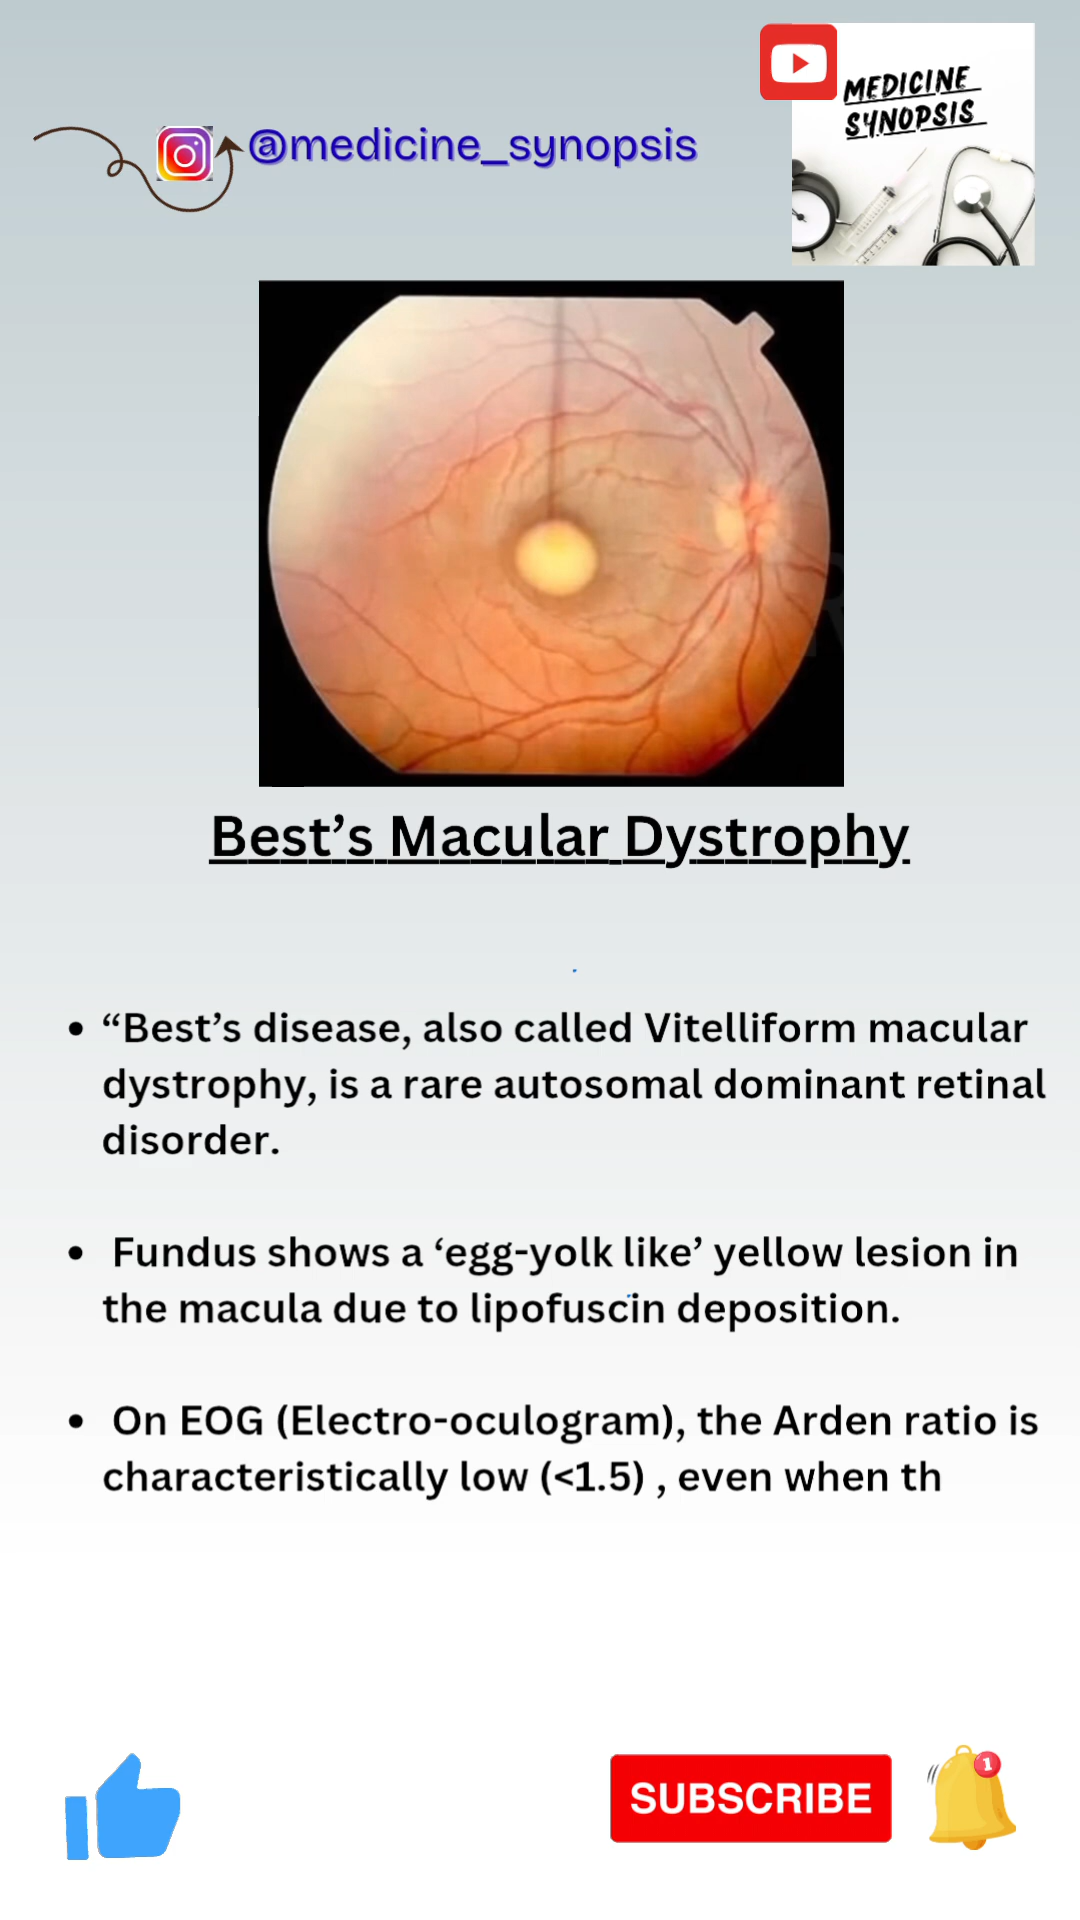 MEDICINE
SYNOPSIS
@medicine_synopsis
Best’s Macular Dystrophy
• “Best’s disease, also called Vitelliform macular
dystrophy, is a rare autosomal dominant retinal
disorder.
• Fundus shows a ‘egg-yolk like’ yellow lesion in
the macula due to lipofuscin deposition.
• On EOG (Electro-oculogram), the Arden ratio is
characteristically low (<1.5) , even when th
SUBSCRIBE
1